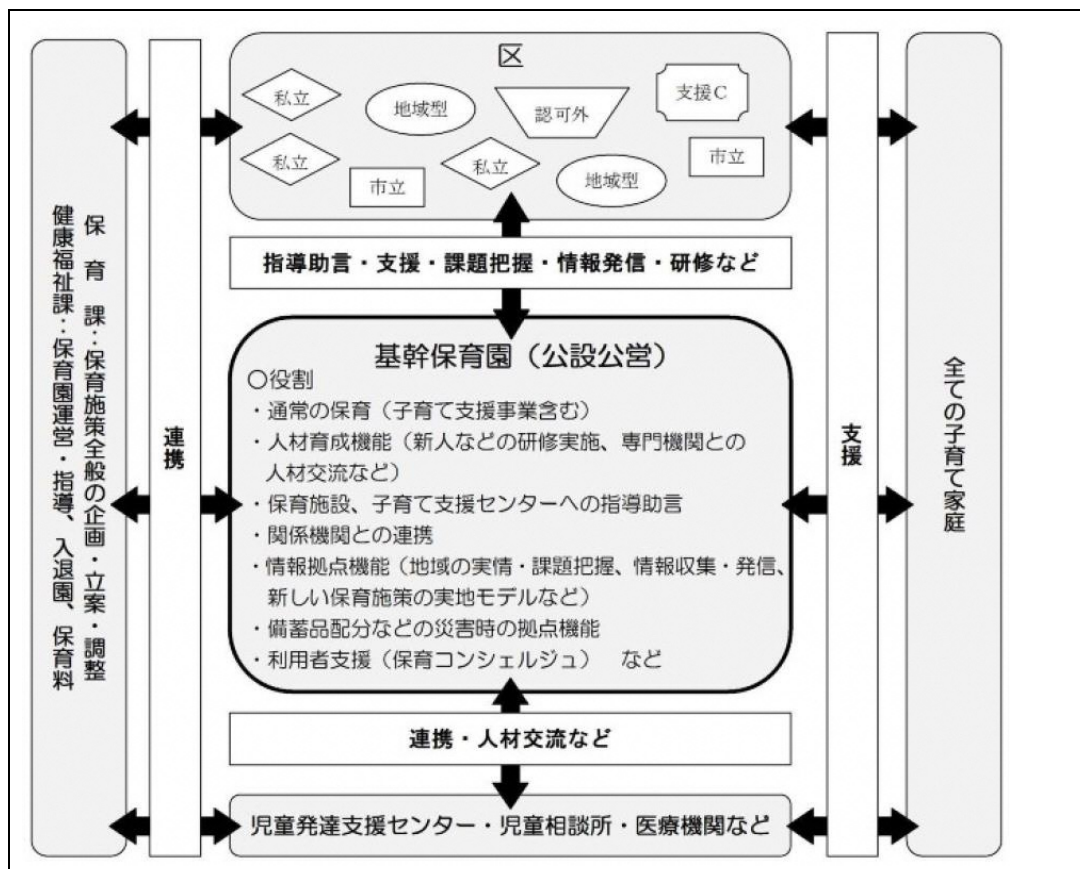 区
私立
地域型
認可外
支援C
私立
市立
私立
地域型
市立
指導助言・支援・課題把握・情報発信・研修など
保育課：保育施策全般の企画・立案・調整
健康福祉課：保育園運営・指導、入退園、保育料
連携
基幹保育園（公設公営）
○役割
・通常の保育（子育て支援事業含む）
・人材育成機能（新人などの研修実施、専門機関との
人材交流など）
・保育施設、子育て支援センターへの指導助言
・関係機関との連携
・情報拠点機能（地域の実情・課題把握、情報収集・発信、
新しい保育施策の実地モデルなど）
・備蓄品配分などの災害時の拠点機能
・利用者支援（保育コンシェルジュ）　など
支援
全ての子育て家庭
連携・人材交流など
児童発達支援センター・児童相談所・医療機関など